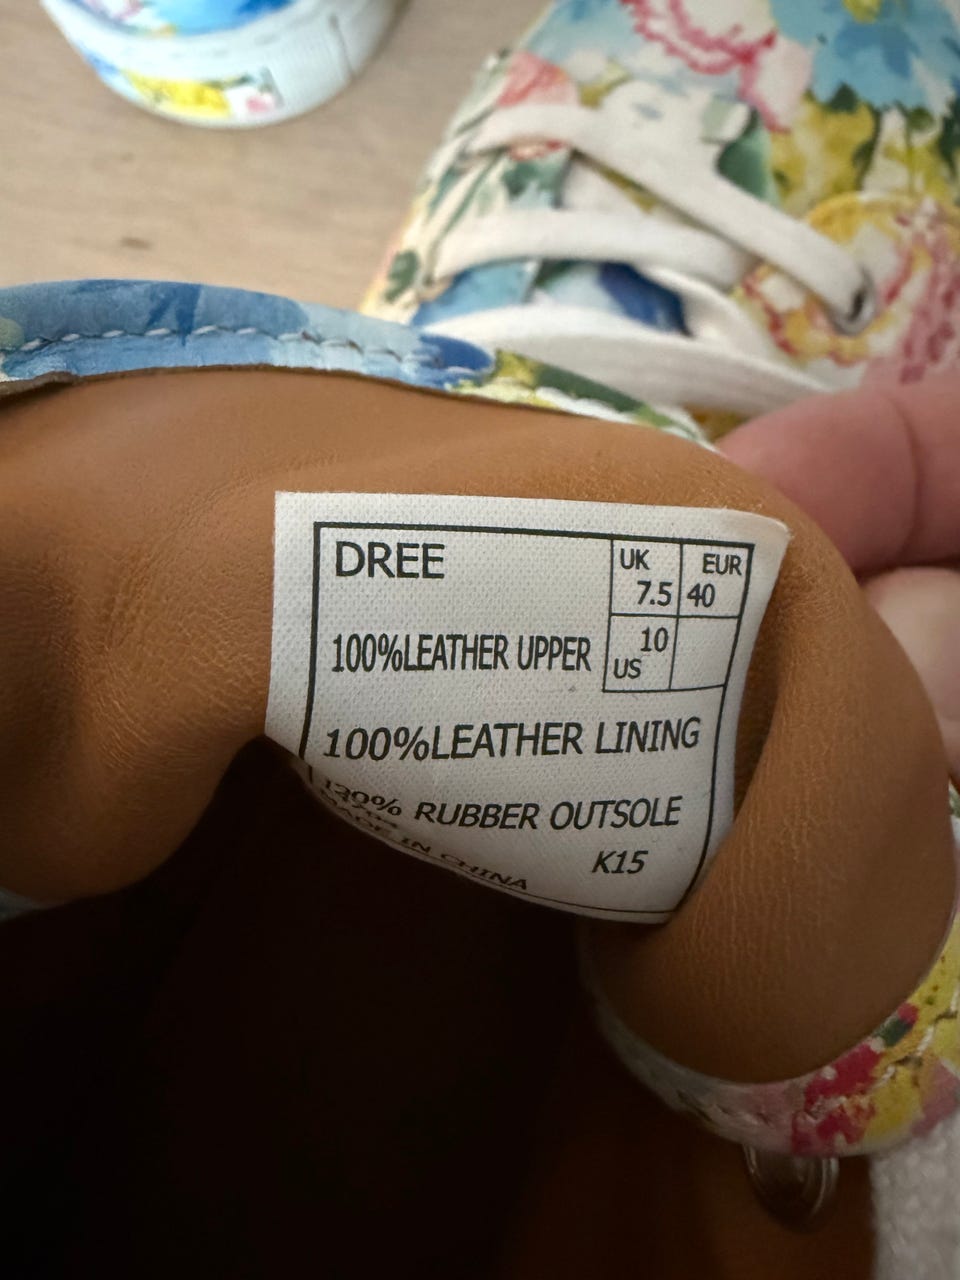 DREE
UK 7.5
EUR 40
US 10
100%LEATHER UPPER
100%LEATHER LINING
RUBBER OUTSOLE
K15
MADE IN CHINA